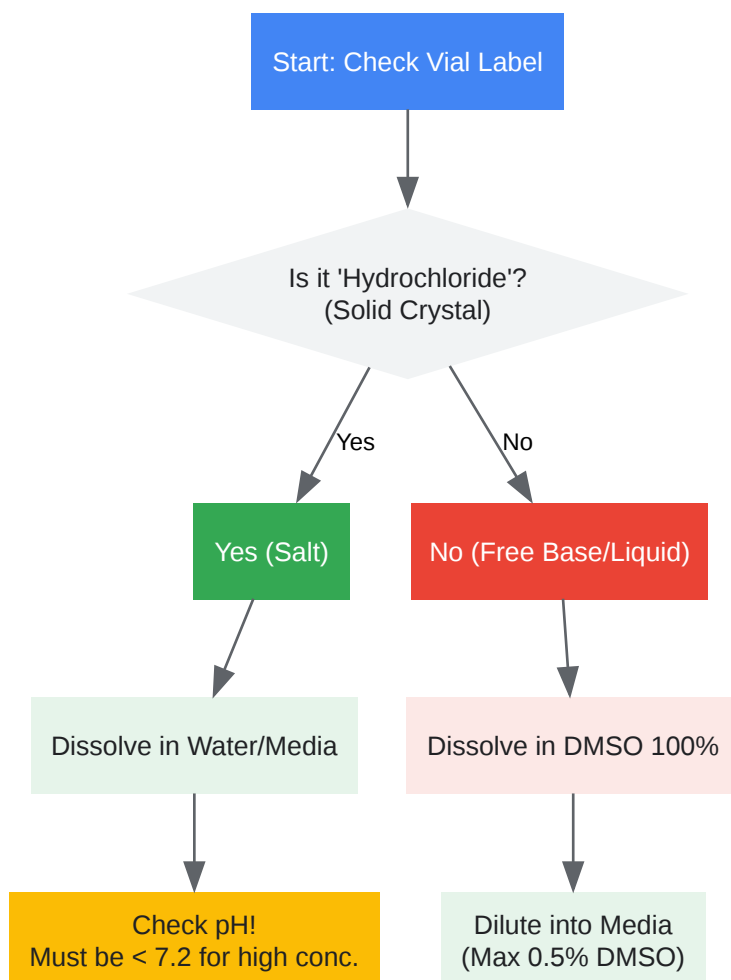 Start: Check Vial Label
Is it 'Hydrochloride'?
(Solid Crystal)
Yes
No
Yes (Salt)
No (Free Base/Liquid)
Dissolve in Water/Media
Dissolve in DMSO 100%
Check pH!
Must be < 7.2 for high conc.
Dilute into Media
(Max 0.5% DMSO)